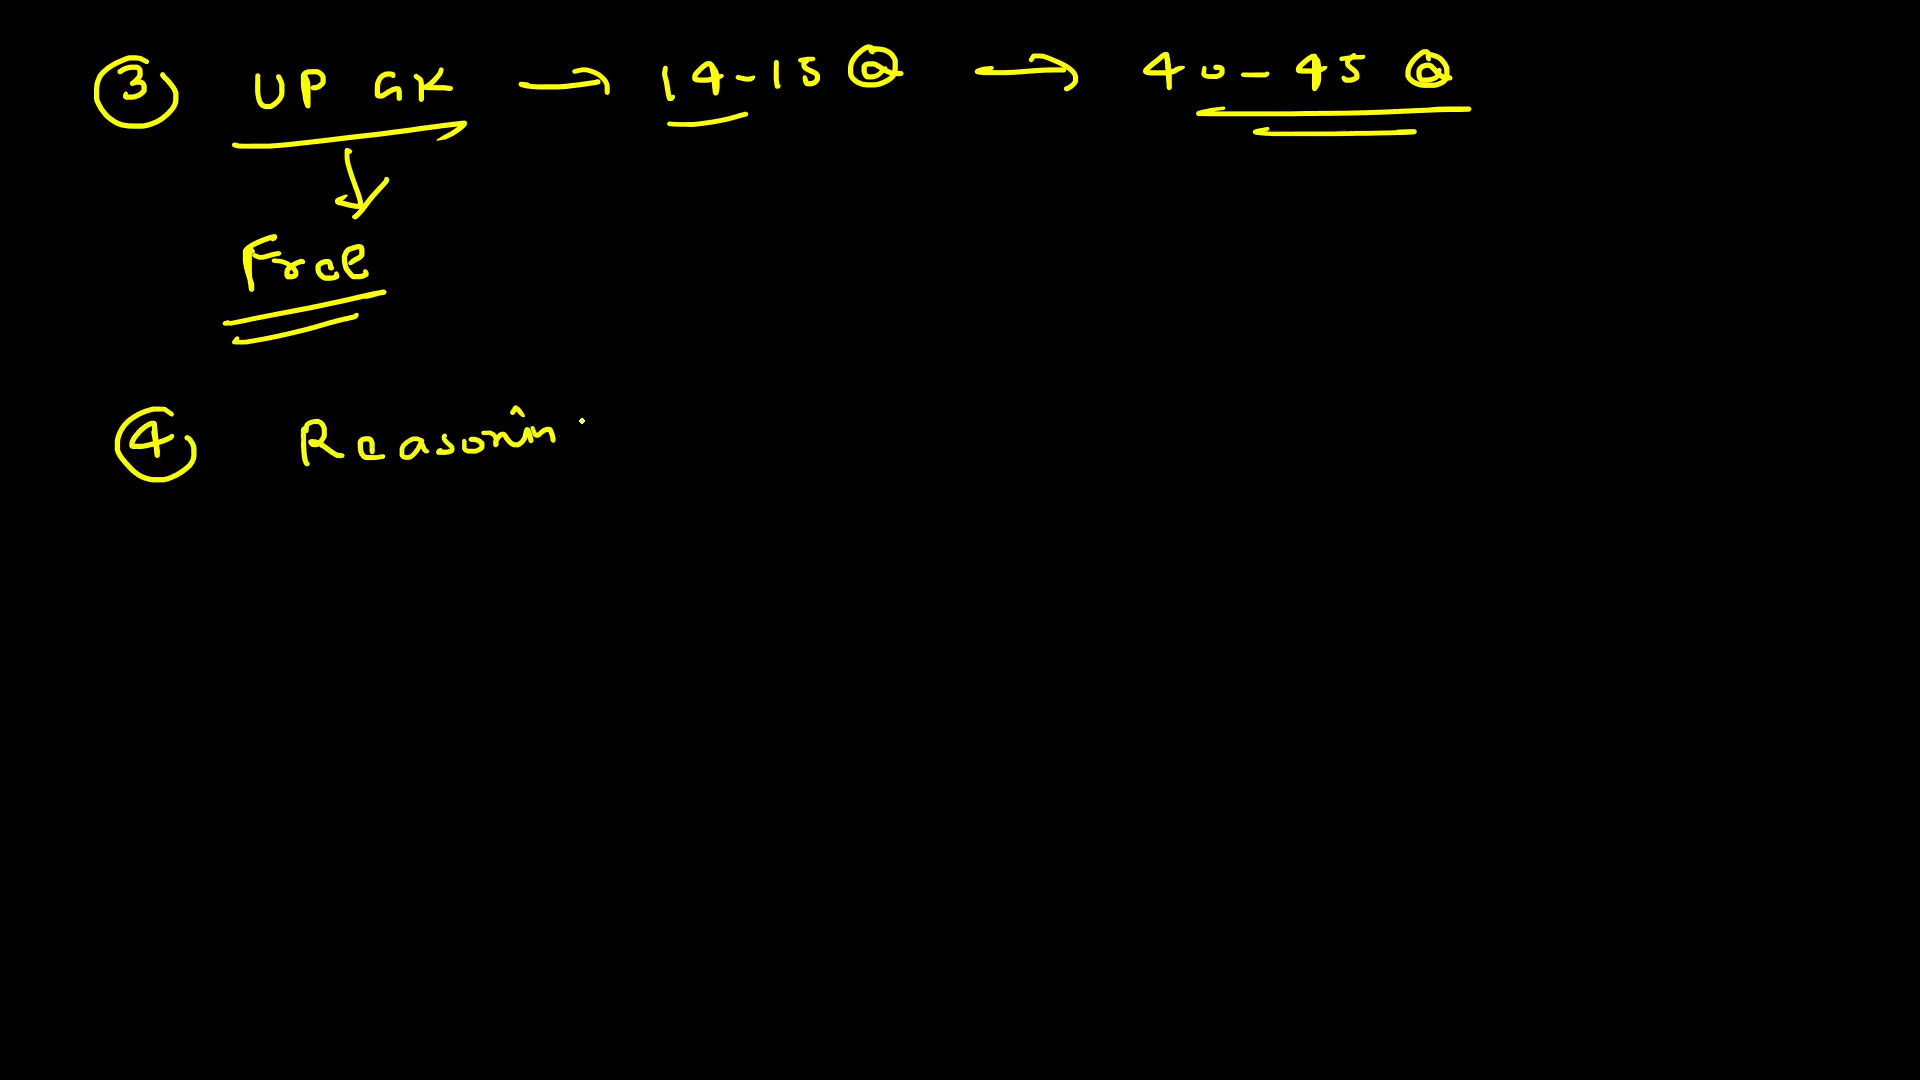 ③ UP GK → 14-15 Ⓠ → 40-45 Ⓠ
↓
Free
④ Reasonin